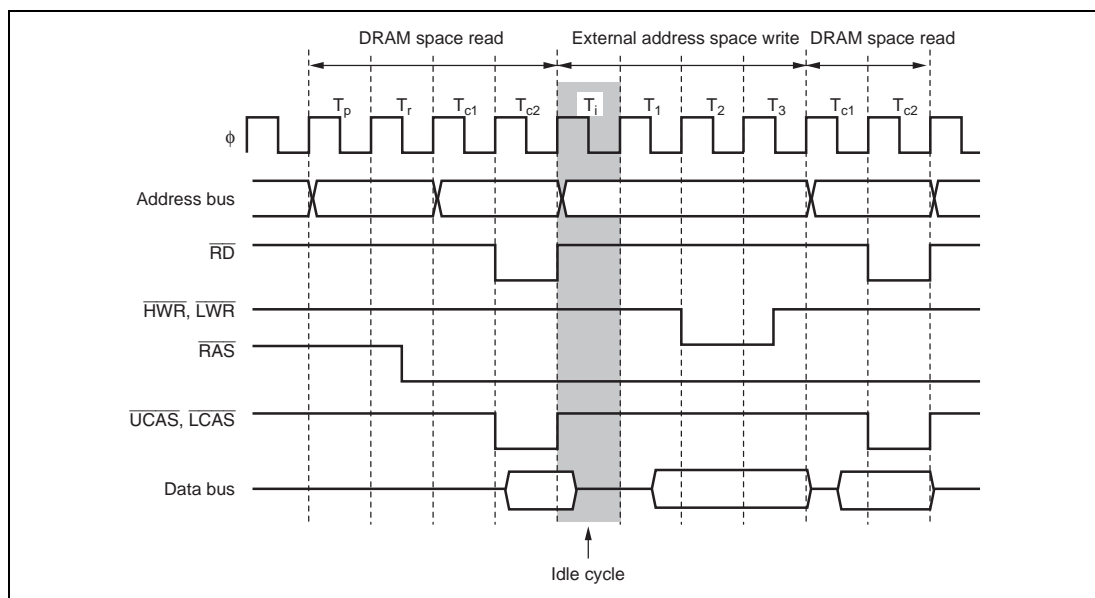 DRAM space read External address space write DRAM space read
Tp Tr Tc1 Tc2 Ti T1 T2 T3 Tc1 Tc2
ϕ
Address bus
RD
HWR, LWR
RAS
UCAS, LCAS
Data bus
Idle cycle